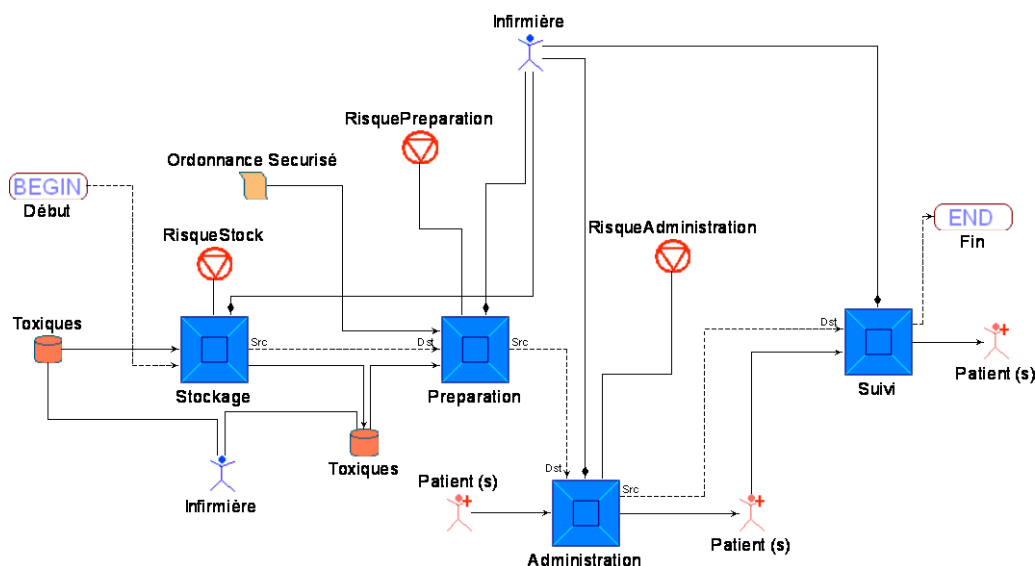 Infirmière
RisquePreparation
Ordonnance Securisé
BEGIN
Début
RisqueStock
RisqueAdministration
END
Fin
Toxiques
Src
Dst
Src
Dst
Stockage
Preparation
Suivi
Patient (s)
Toxiques
Infirmière
Patient (s)
Dst
Src
Administration
Patient (s)